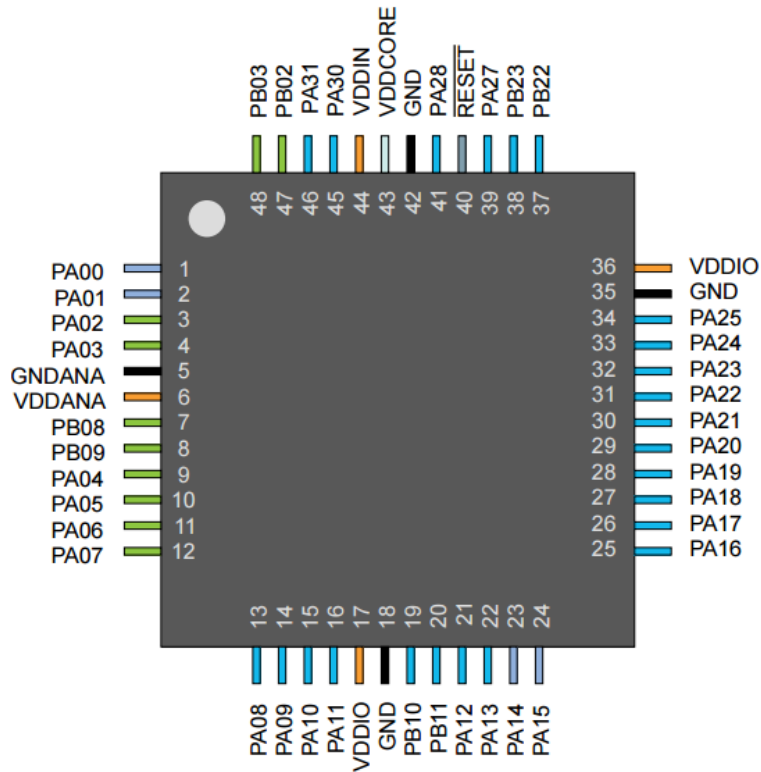 PB03 PB02 PA31 PA30 VDDIN VDDCORE GND PA28 RESET PA27 PB23 PB22
48 47 46 45 44 43 42 41 40 39 38 37
PA00 1
PA01 2
PA02 3
PA03 4
GNDANA 5
VDDANA 6
PB08 7
PB09 8
PA04 9
PA05 10
PA06 11
PA07 12
36 VDDIO
35 GND
34 PA25
33 PA24
32 PA23
31 PA22
30 PA21
29 PA20
28 PA19
27 PA18
26 PA17
25 PA16
13 14 15 16 17 18 19 20 21 22 23 24
PA08 PA09 PA10 PA11 VDDIO GND PB10 PB11 PA12 PA13 PA14 PA15